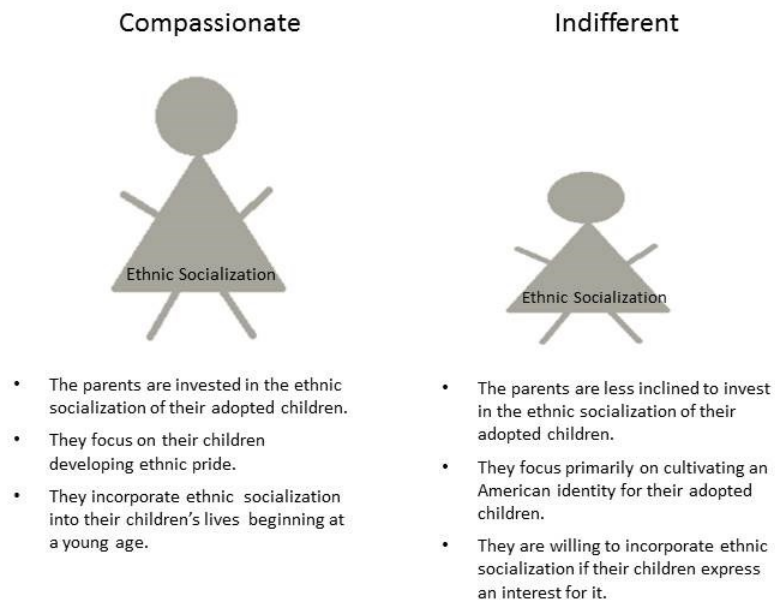 Compassionate
Ethnic Socialization
• The parents are invested in the ethnic
socialization of their adopted children.
• They focus on their children
developing ethnic pride.
• They incorporate ethnic socialization
into their children’s lives beginning at
a young age.
Indifferent
Ethnic Socialization
• The parents are less inclined to invest
in the ethnic socialization of their
adopted children.
• They focus primarily on cultivating an
American identity for their adopted
children.
• They are willing to incorporate ethnic
socialization if their children express
an interest for it.